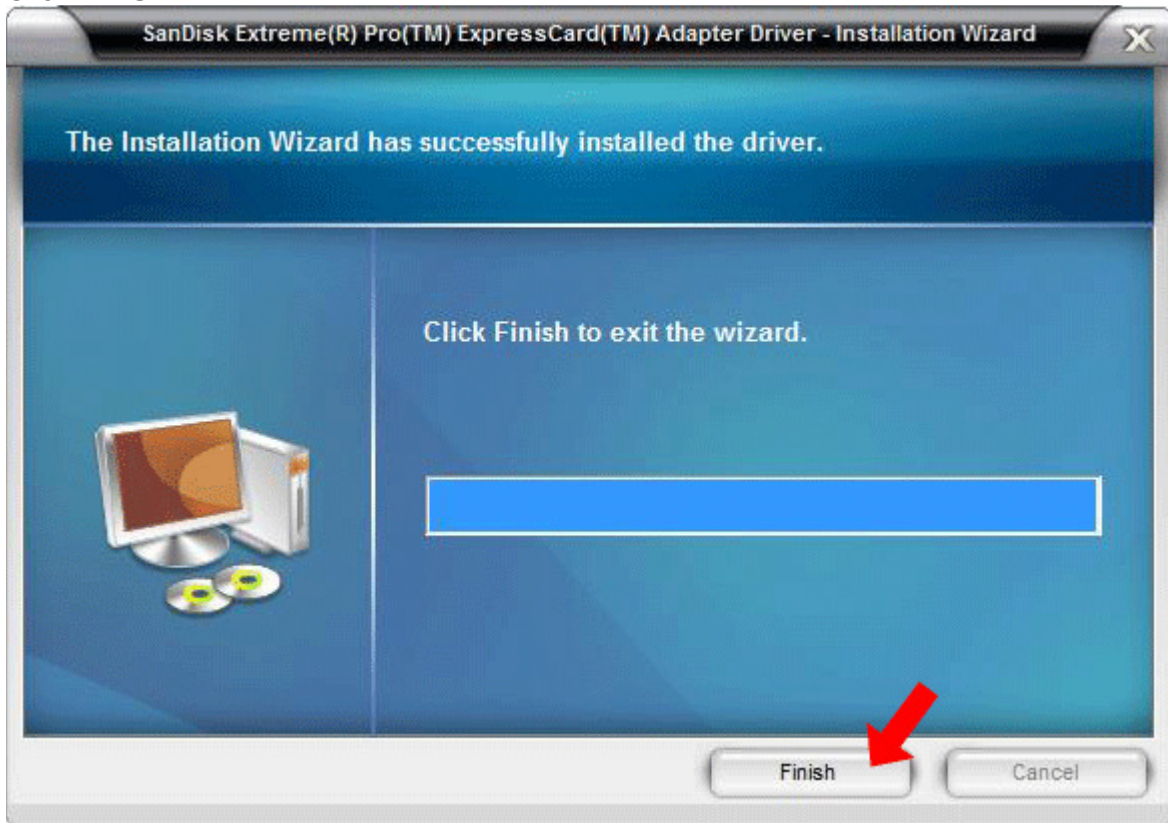 SanDisk Extreme(R) Pro(TM) ExpressCard(TM) Adapter Driver - Installation Wizard
The Installation Wizard has successfully installed the driver.
Click Finish to exit the wizard.
Finish
Cancel